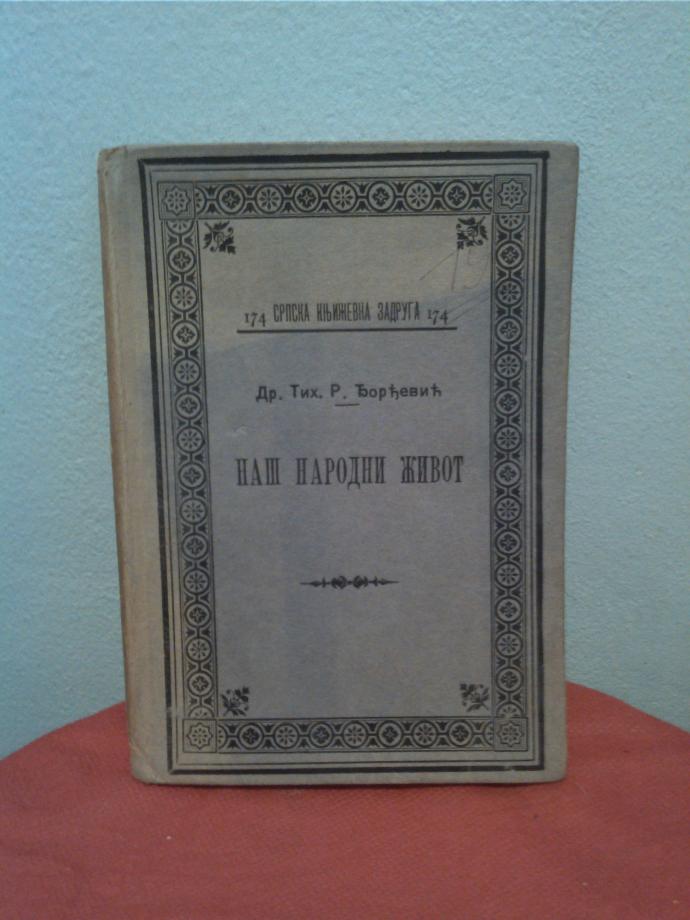 174 СРПСКА КЊИЖЕВНА ЗАДРУГА 174
Др. Тих. Р. Ђорђевић
НАШ НАРОДНИ ЖИВОТ